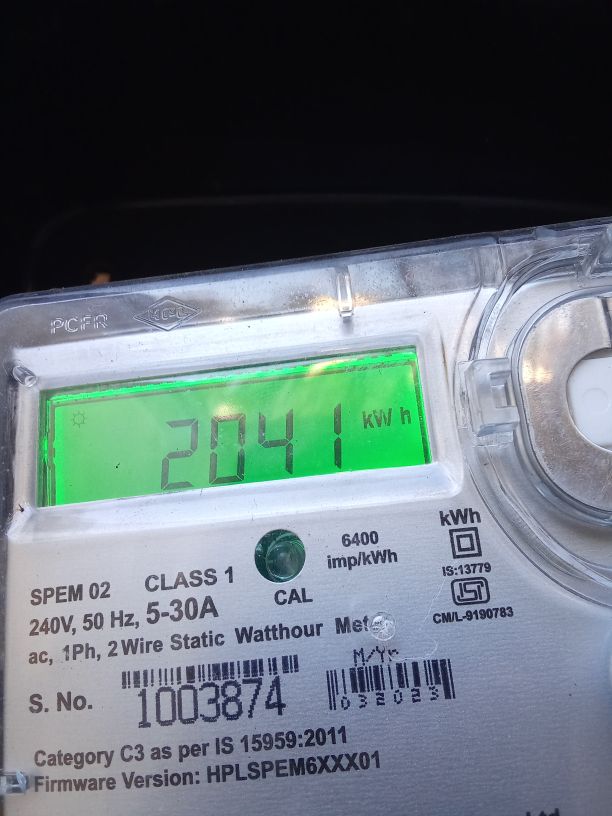 PCFR
2041 kW h
6400
imp/kWh
kWh
IS:13779
CM/L-9190783
CAL
SPEM 02 CLASS 1
240V, 50 Hz, 5-30A
ac, 1Ph, 2 Wire Static Watthour
M/Yr
S. No. 1003874
032023
Category C3 as per IS 15959:2011
Firmware Version: HPLSPEM6XXX01